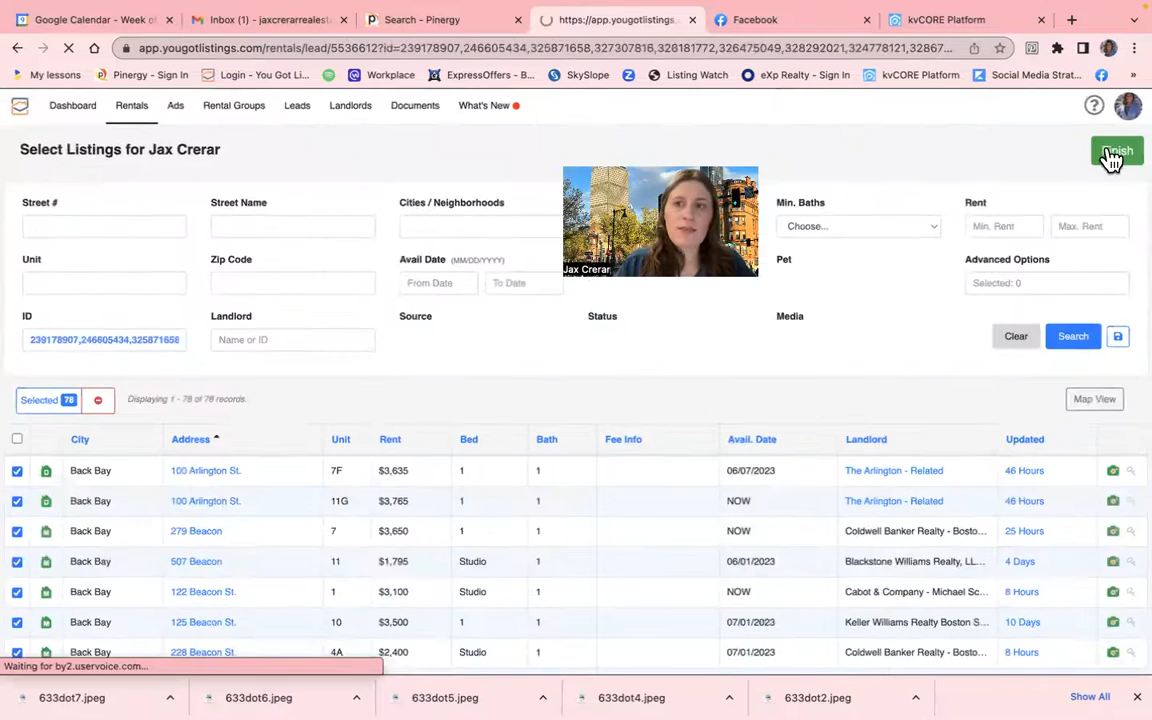 Google Calendar - Week of
Inbox (10) - jaxcrerarrealest
Search - Pinergy
https://app.yougotlistings.com/r
Facebook
kvCORE Platform
app.yougotlistings.com/rentals/lead/5536612?id=239178907,246605434,325871658,327307816,328181772,326475049,328292021,324778121,32867...
My lessons
Pinergy - Sign In
Login - You Got Li...
Workplace
ExpressOffers - B...
SkySlope
Listing Watch
eXp Realty - Sign In
kvCORE Platform
Social Media Strat...
Dashboard
Rentals
Ads
Rental Groups
Leads
Landlords
Documents
What's New
Select Listings for Jax Crerar
Finish
Street #
Street Name
Cities / Neighborhoods
Min. Baths
Rent
Choose...
Min. Rent
Max. Rent
Unit
Zip Code
Avail Date (MM/DD/YYYY)
Pet
Advanced Options
Jax Crerar
From Date
To Date
Selected: 0
ID
Landlord
Source
Status
Media
239178907,246605434,325871658
Name or ID
Clear
Search
Selected 78
Displaying 1 - 78 of 78 records.
Map View
City Address Unit Rent Bed Bath Fee Info Avail. Date Landlord Updated
Back Bay 100 Arlington St. 7F $3,635 1 1 06/07/2023 The Arlington - Related 46 Hours
Back Bay 100 Arlington St. 11G $3,765 1 1 NOW The Arlington - Related 46 Hours
Back Bay 279 Beacon 7 $3,650 1 1 NOW Coldwell Banker Realty - Bosto... 25 Hours
Back Bay 507 Beacon 11 $1,795 Studio 1 06/01/2023 Blackstone Williams Realty, LL... 4 Days
Back Bay 122 Beacon St. 1 $3,100 Studio 1 NOW Cabot & Company - Michael Sc... 8 Hours
Back Bay 125 Beacon St. 10 $3,500 Studio 1 07/01/2023 Keller Williams Realty Boston S... 10 Days
Back Bay 228 Beacon St. 4A $2,400 Studio 1 07/01/2023 Coldwell Banker Realty - Bosto... 8 Hours
Waiting for by2.uservoice.com...
633dot7.jpeg
633dot6.jpeg
633dot5.jpeg
633dot4.jpeg
633dot2.jpeg
Show All